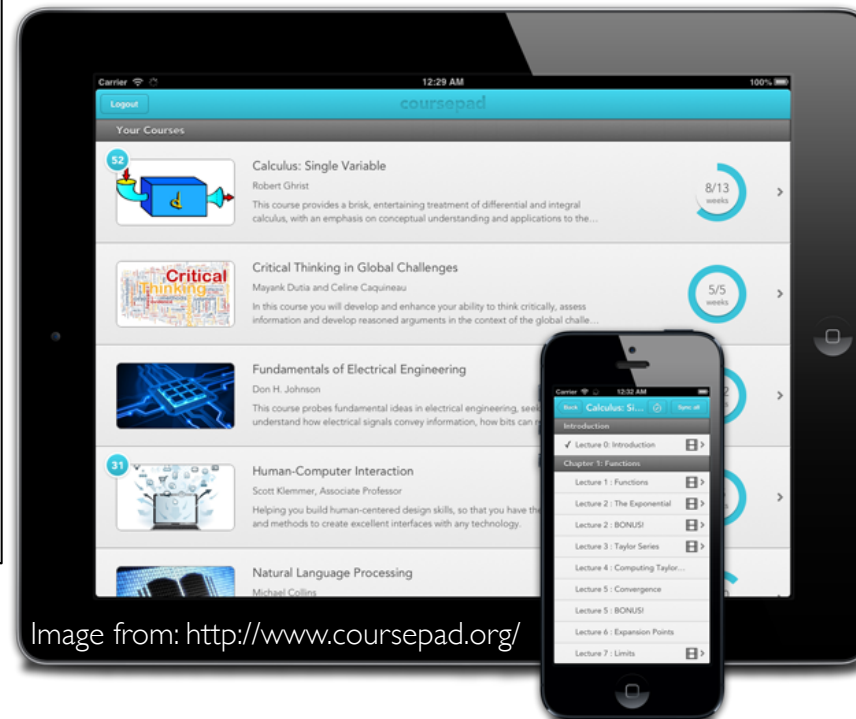 Carrier 12:29 AM 100%
Logout coursepad
Your Courses
52
Calculus: Single Variable
Robert Ghrist
This course provides a brisk, entertaining treatment of differential and integral
calculus, with an emphasis on conceptual understanding and applications to the...
8/13
weeks
d
Critical Thinking in Global Challenges
Mayank Dutia and Celine Caquineau
In this course you will develop and enhance your ability to think critically, assess
information and develop reasoned arguments in the context of the global challe...
5/5
weeks
Critical
Thinking
Fundamentals of Electrical Engineering
Don H. Johnson
This course probes fundamental ideas in electrical engineering, seek
understand how electrical signals convey information, how bits can
31
Human-Computer Interaction
Scott Klemmer, Associate Professor
Helping you build human-centered design skills, so that you have the
and methods to create excellent interfaces with any technology.
Natural Language Processing
Michael Collins
Image from: http://www.coursepad.org/
Carrier 12:32 AM
Back Calculus: Si... Sync all
Introduction
✓ Lecture 0: Introduction
Chapter 1: Functions
Lecture 1 : Functions
Lecture 2 : The Exponential
Lecture 2 : BONUS!
Lecture 3 : Taylor Series
Lecture 4 : Computing Taylor...
Lecture 5 : Convergence
Lecture 5 : BONUS!
Lecture 6 : Expansion Points
Lecture 7 : Limits